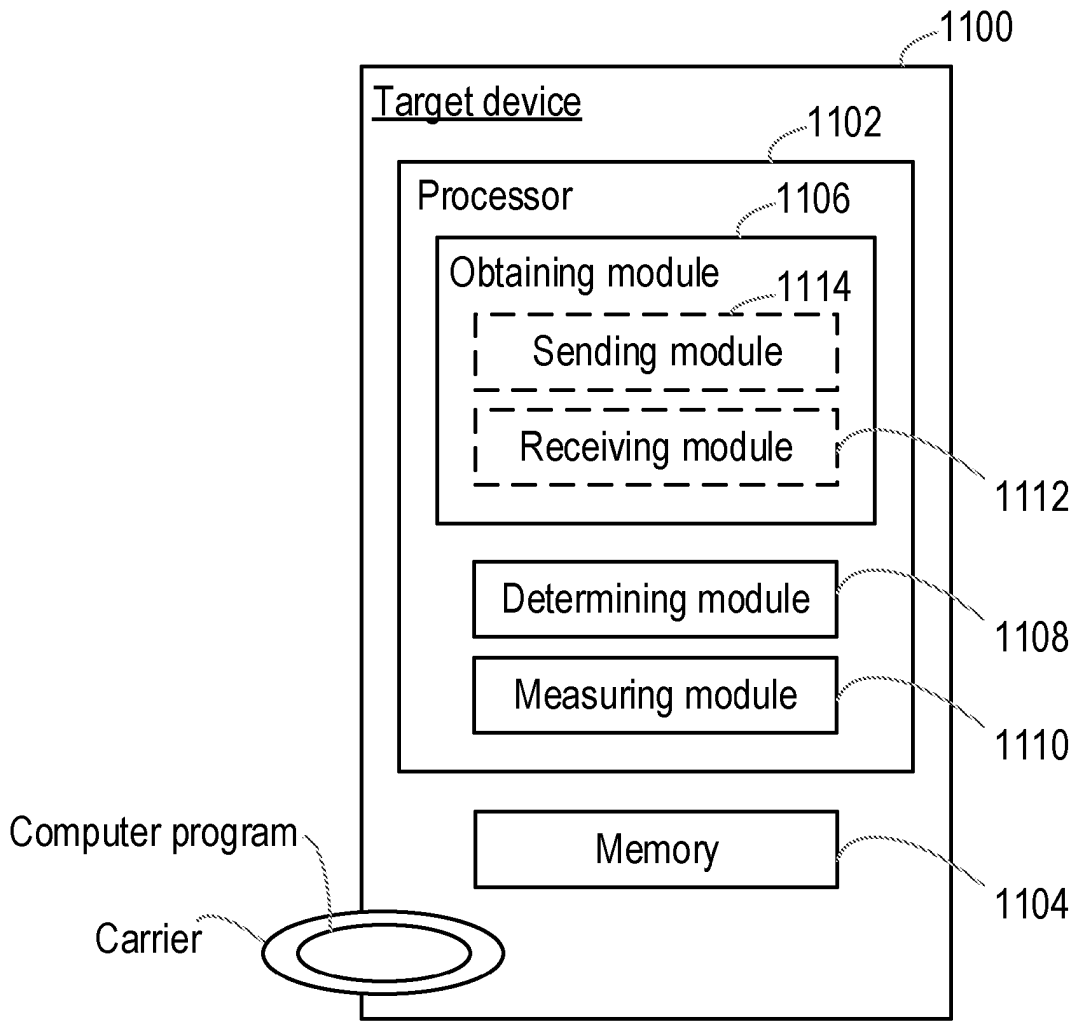 1100
Target device
1102
Processor
1106
Obtaining module
1114
Sending module
Receiving module
1112
Determining module
1108
Measuring module
1110
Computer program
Memory
1104
Carrier